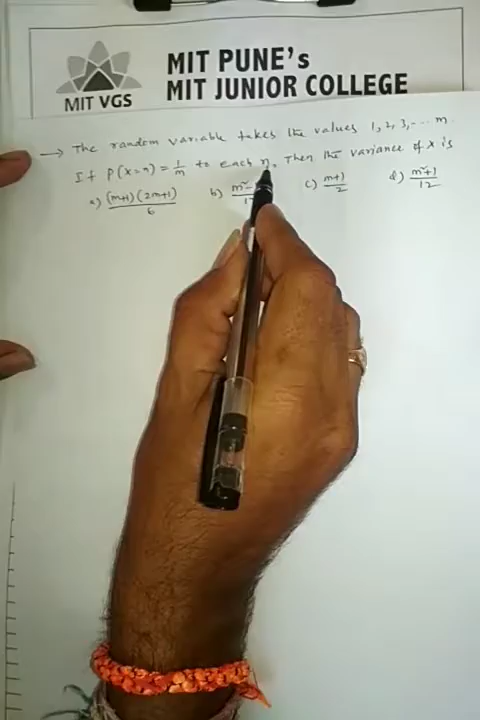 MIT PUNE's
MIT JUNIOR COLLEGE
MIT VGS
→ The random variable takes the values 1, 2, 3, --- m.
If P(x=n) = 1/m to each n. Then the variance of x is
a) (m+1)(2m+1)/6 b) m²- c) m+1/2 d) m²+1/12